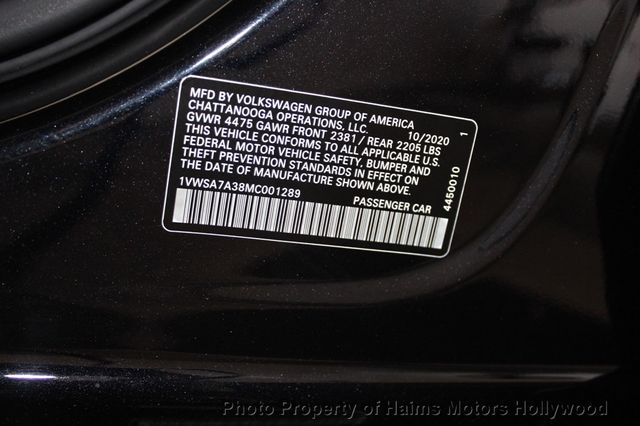 MFD BY VOLKSWAGEN GROUP OF AMERICA
CHATTANOOGA OPERATIONS, LLC. 10/2020
GVWR 4475 GAWR FRONT 2381 / REAR 2205 LBS
THIS VEHICLE CONFORMS TO ALL APPLICABLE U.S.
FEDERAL MOTOR VEHICLE SAFETY, BUMPER AND
THEFT PREVENTION STANDARDS IN EFFECT ON
THE DATE OF MANUFACTURE SHOWN ABOVE.
1VWSA7A38MC001289 PASSENGER CAR
4450010 1
Photo Property of Haims Motors Hollywood